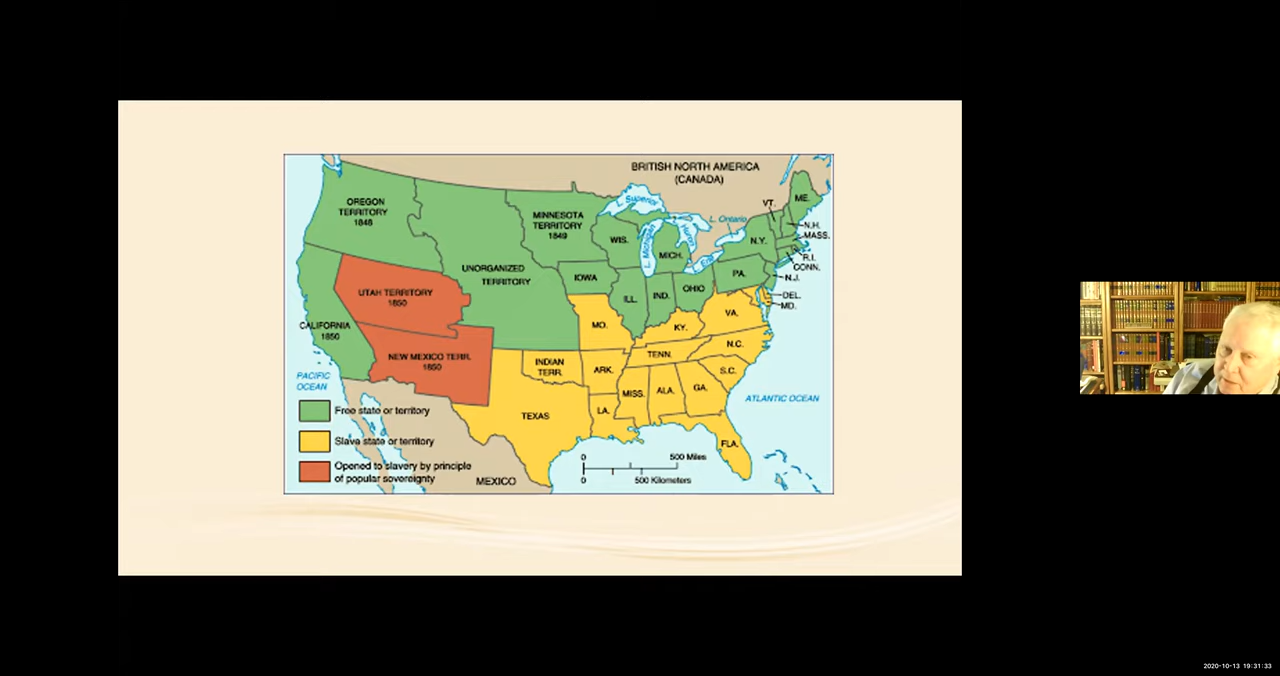 BRITISH NORTH AMERICA
(CANADA)
OREGON
TERRITORY
1848
MINNESOTA
TERRITORY
1849
L. Superior
L. Michigan
L. Huron
L. Ontario
L. Erie
VT.
ME.
N.H.
MASS.
N.Y.
R.I.
CONN.
WIS.
MICH.
UNORGANIZED
TERRITORY
IOWA
PA.
N.J.
UTAH TERRITORY
1850
ILL.
IND.
OHIO
DEL.
MD.
CALIFORNIA
1850
MO.
KY.
VA.
NEW MEXICO TERR.
1850
INDIAN
TERR.
TENN.
N.C.
ARK.
S.C.
PACIFIC
OCEAN
MISS.
ALA.
GA.
ATLANTIC OCEAN
TEXAS
LA.
FLA.
Free state or territory
Slave state or territory
Opened to slavery by principle
of popular sovereignty
MEXICO
0 500 Miles
0 500 Kilometers
2020-10-13 19:31:33